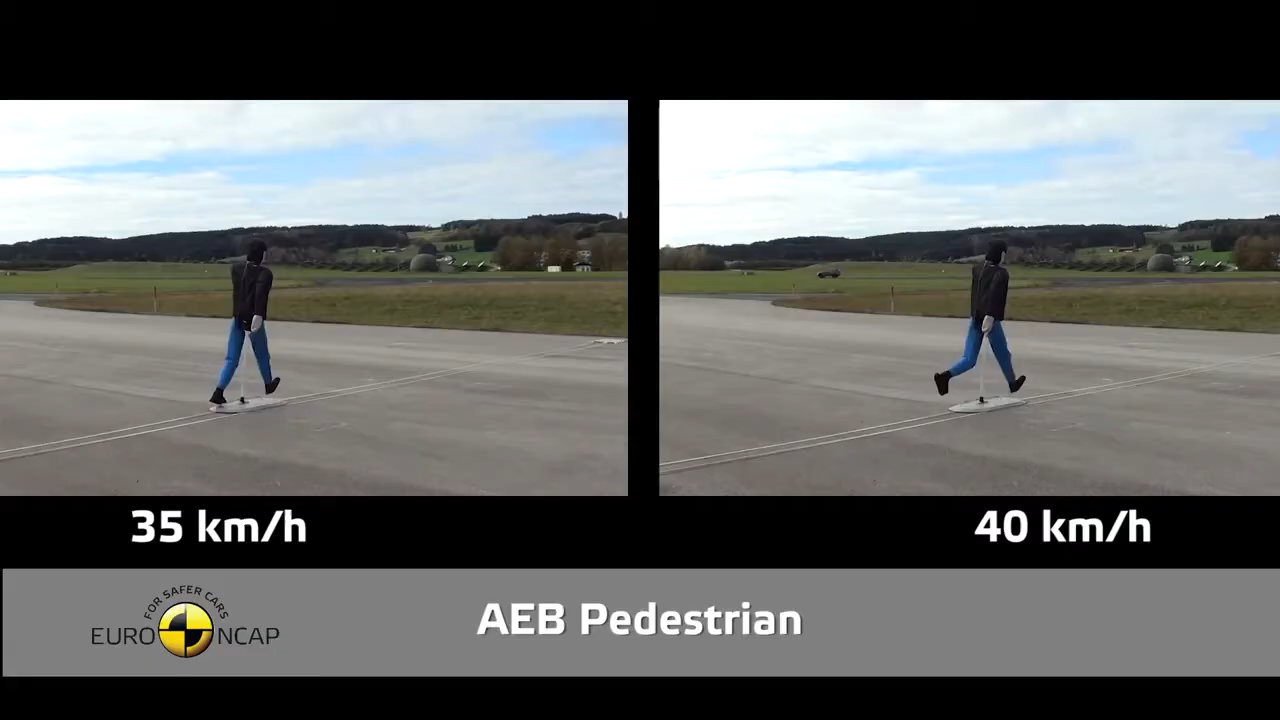 35 km/h
40 km/h
FOR SAFER CARS
EURO NCAP
AEB Pedestrian